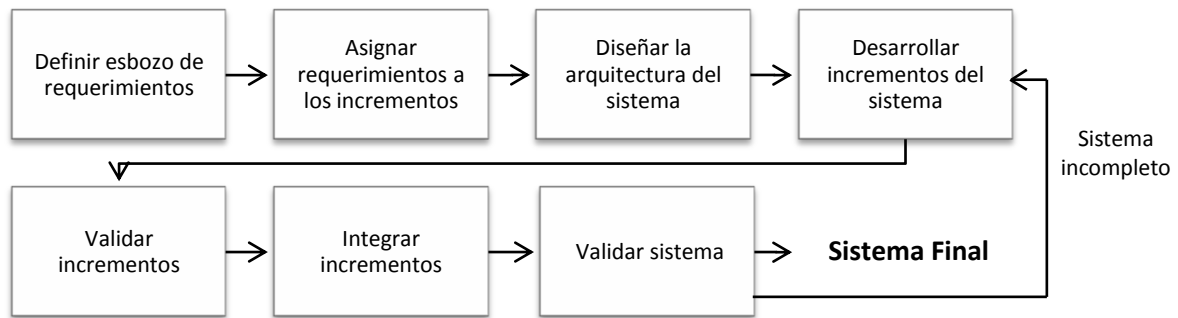 Definir esbozo de
requerimientos
Asignar
requerimientos a
los incrementos
Diseñar la
arquitectura del
sistema
Desarrollar
incrementos del
sistema
Sistema
incompleto
Validar
incrementos
Integrar
incrementos
Validar sistema
Sistema Final